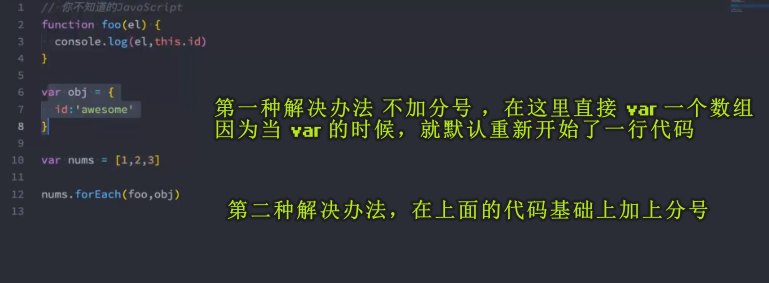 1 // 你不知道的JavaScript
2 function foo(el) {
3 console.log(el,this.id)
4 }
5
6 var obj = {
7 id:'awesome'
8 }
第一种解决办法 不加分号 ，在这里直接 var 一个数组
因为当 var 的时候，就默认重新开始了一行代码
9
10 var nums = [1,2,3]
11
12 nums.forEach(foo,obj)
13
第二种解决办法，在上面的代码基础上加上分号